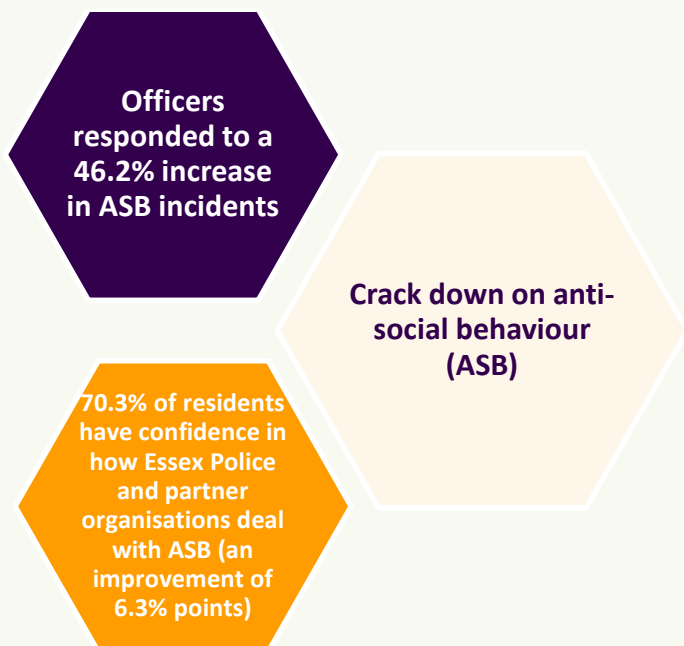 Officers
responded to a
46.2% increase
in ASB incidents
Crack down on anti-
social behaviour
(ASB)
70.3% of residents
have confidence in
how Essex Police
and partner
organisations deal
with ASB (an
improvement of
6.3% points)